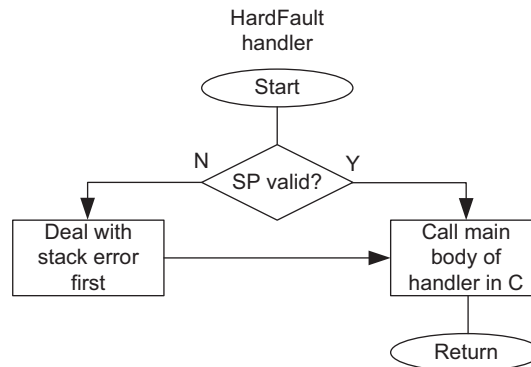 HardFault
handler
Start
N
Y
SP valid?
Deal with
stack error
first
Call main
body of
handler in C
Return